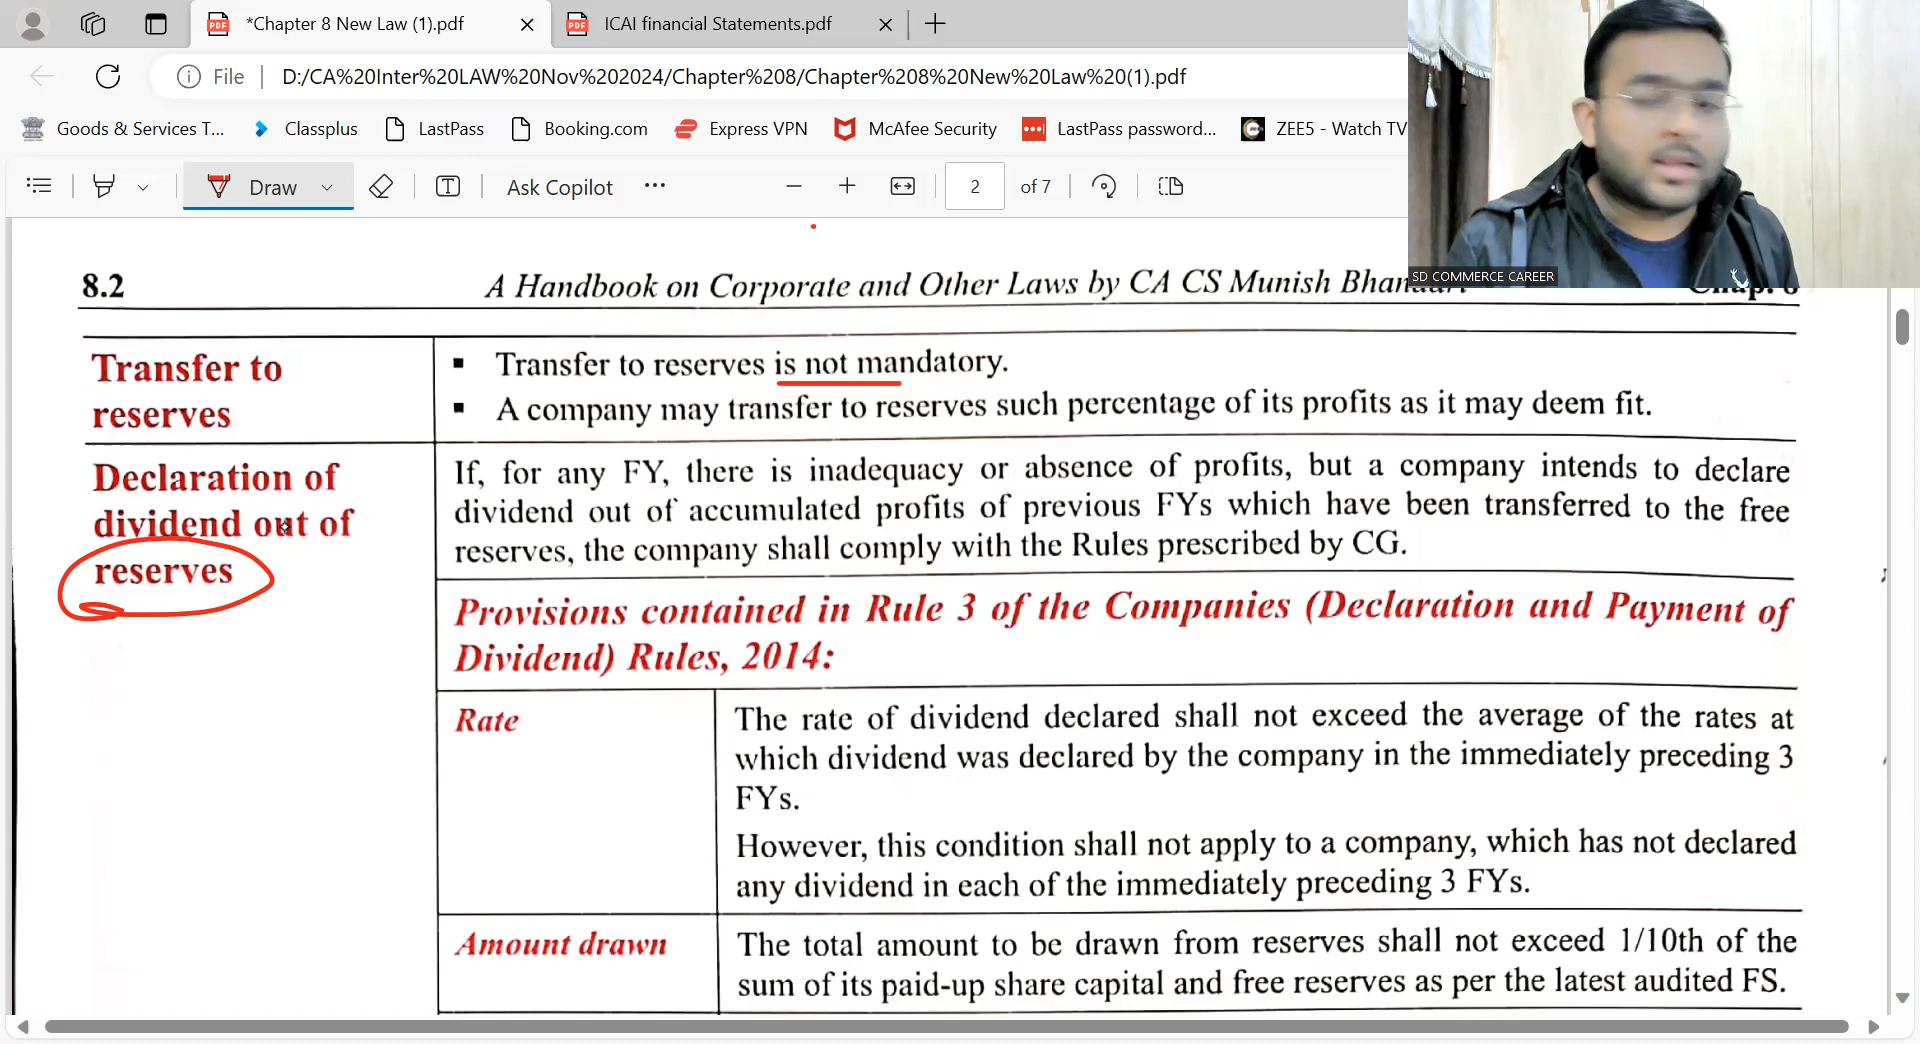 *Chapter 8 New Law (1).pdf
ICAI financial Statements.pdf
File
D:/CA%20Inter%20LAW%20Nov%202024/Chapter%208/Chapter%208%20New%20Law%20(1).pdf
Goods & Services T...
Classplus
LastPass
Booking.com
Express VPN
McAfee Security
LastPass password...
ZEE5 - Watch TV
Draw
Ask Copilot
2
of 7
SD COMMERCE CAREER
8.2
A Handbook on Corporate and Other Laws by CA CS Munish
Transfer to
reserves
▪ Transfer to reserves is not mandatory.
▪ A company may transfer to reserves such percentage of its profits as it may deem fit.
Declaration of
dividend out of
reserves
If, for any FY, there is inadequacy or absence of profits, but a company intends to declare
dividend out of accumulated profits of previous FYs which have been transferred to the free
reserves, the company shall comply with the Rules prescribed by CG.
Provisions contained in Rule 3 of the Companies (Declaration and Payment of
Dividend) Rules, 2014:
Rate
The rate of dividend declared shall not exceed the average of the rates at
which dividend was declared by the company in the immediately preceding 3
FYs.
However, this condition shall not apply to a company, which has not declared
any dividend in each of the immediately preceding 3 FYs.
Amount drawn
The total amount to be drawn from reserves shall not exceed 1/10th of the
sum of its paid-up share capital and free reserves as per the latest audited FS.